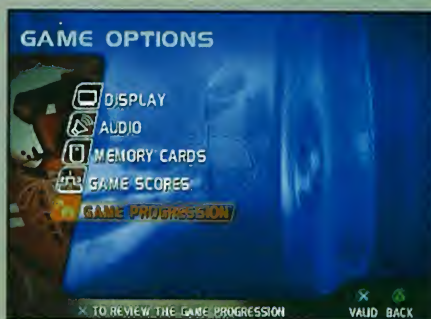 GAME OPTIONS
DISPLAY
AUDIO
MEMORY CARDS
GAME SCORES
GAME PROGRESSION
× TO REVIEW THE GAME PROGRESSION
VALID BACK